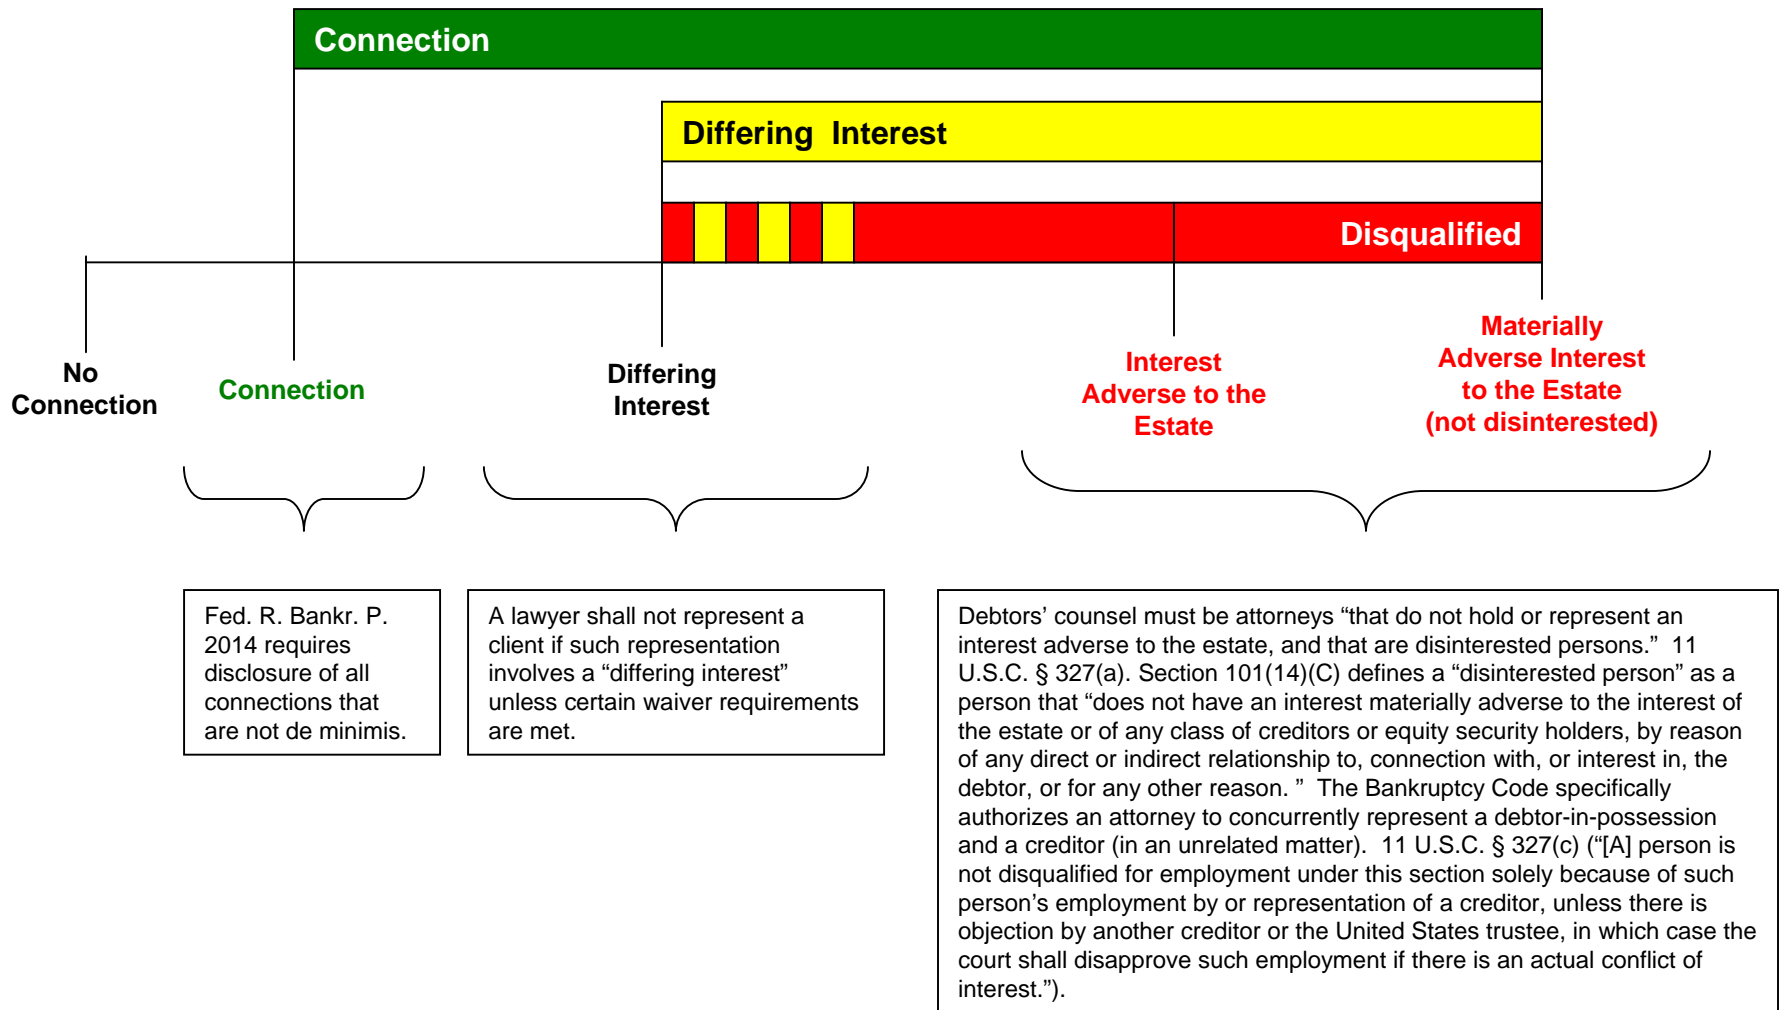 Connection
Differing Interest
Disqualified
No
Connection
Connection
Differing
Interest
Interest
Adverse to the
Estate
Materially
Adverse Interest
to the Estate
(not disinterested)
Fed. R. Bankr. P.
2014 requires
disclosure of all
connections that
are not de minimis.
A lawyer shall not represent a
client if such representation
involves a “differing interest”
unless certain waiver requirements
are met.
Debtors’ counsel must be attorneys “that do not hold or represent an
interest adverse to the estate, and that are disinterested persons.” 11
U.S.C. § 327(a). Section 101(14)(C) defines a “disinterested person” as a
person that “does not have an interest materially adverse to the interest of
the estate or of any class of creditors or equity security holders, by reason
of any direct or indirect relationship to, connection with, or interest in, the
debtor, or for any other reason. ” The Bankruptcy Code specifically
authorizes an attorney to concurrently represent a debtor-in-possession
and a creditor (in an unrelated matter). 11 U.S.C. § 327(c) (“[A] person is
not disqualified for employment under this section solely because of such
person’s employment by or representation of a creditor, unless there is
objection by another creditor or the United States trustee, in which case the
court shall disapprove such employment if there is an actual conflict of
interest.”).